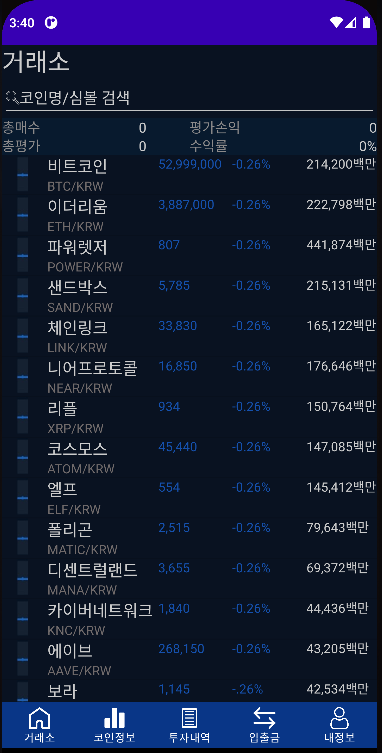 3:40
거래소
코인명/심볼 검색
총매수 0 평가손익 0
총평가 0 수익률 0%
비트코인 52,999,000 -0.26% 214,200백만
BTC/KRW
이더리움 3,887,000 -0.26% 222,798백만
ETH/KRW
파워렛저 807 -0.26% 441,874백만
POWER/KRW
샌드박스 5,785 -0.26% 215,131백만
SAND/KRW
체인링크 33,830 -0.26% 165,122백만
LINK/KRW
니어프로토콜 16,850 -0.26% 176,646백만
NEAR/KRW
리플 934 -0.26% 150,764백만
XRP/KRW
코스모스 45,440 -0.26% 147,085백만
ATOM/KRW
엘프 554 -0.26% 145,412백만
ELF/KRW
폴리곤 2,515 -0.26% 79,643백만
MATIC/KRW
디센트럴랜드 3,655 -0.26% 69,372백만
MANA/KRW
카이버네트워크 1,840 -0.26% 44,436백만
KNC/KRW
에이브 268,150 -0.26% 43,205백만
AAVE/KRW
보라 1,145 -.26% 42,534백만
거래소 코인정보 투자내역 입출금 내정보